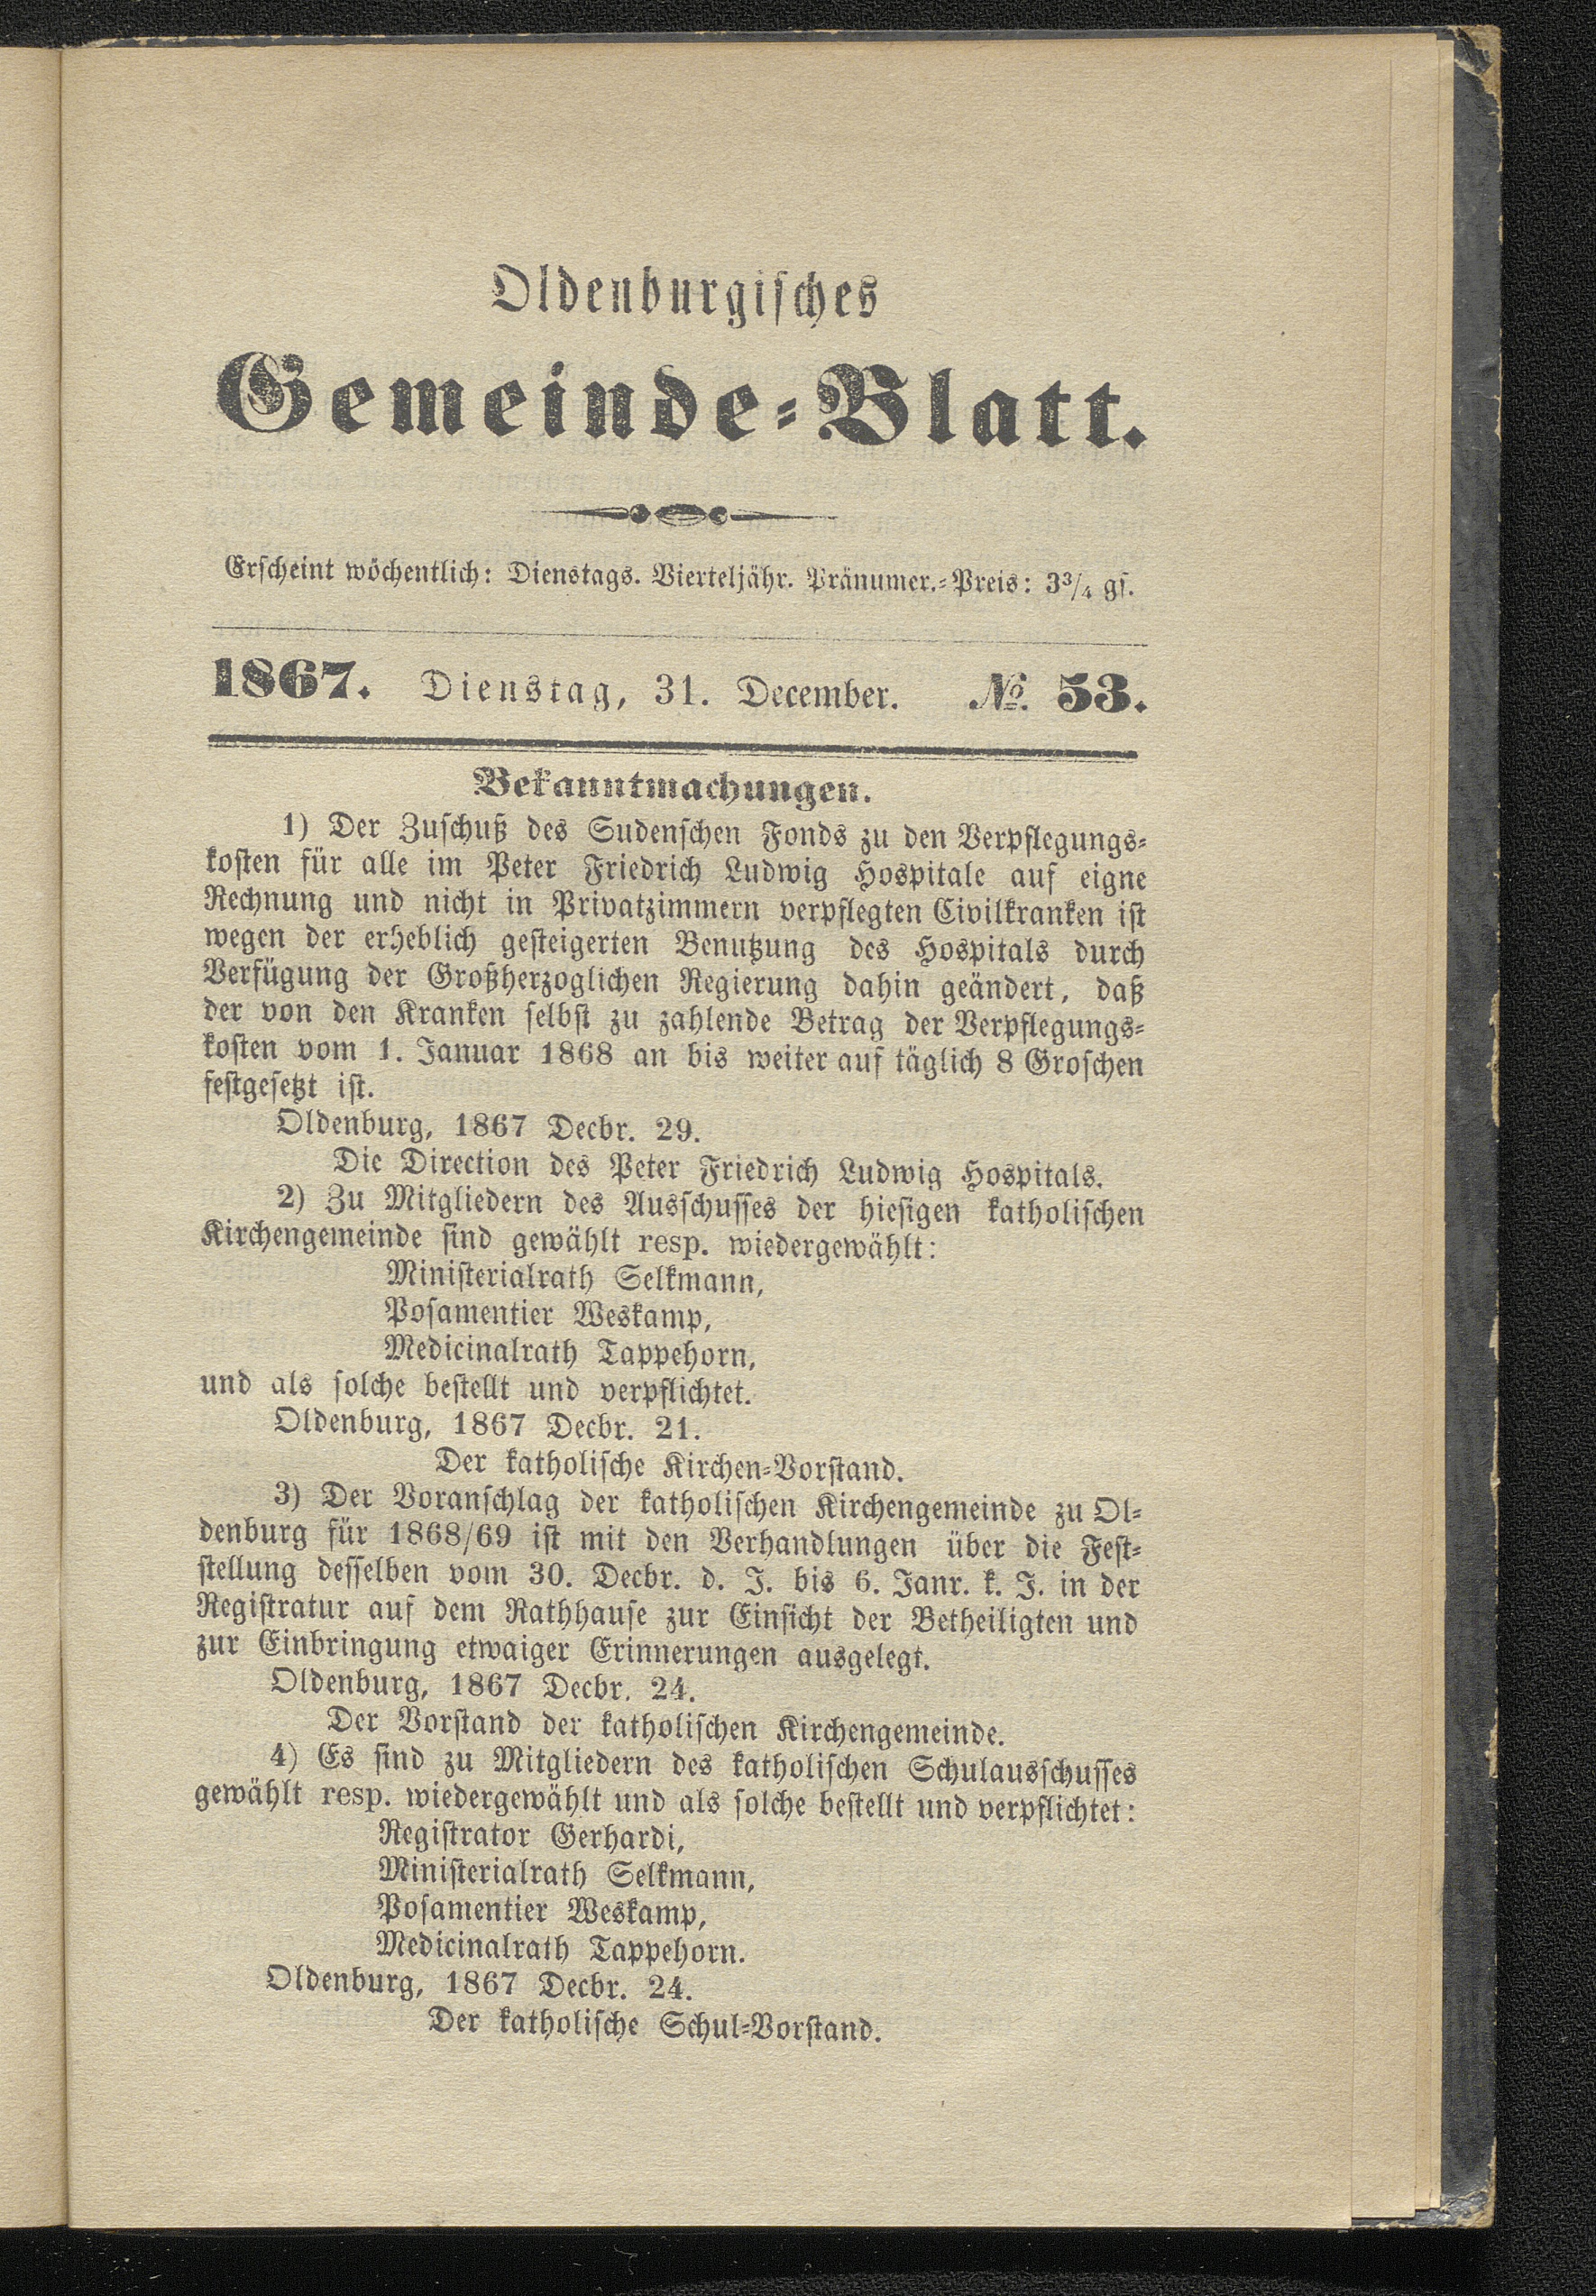 Oldenburgisches
Gemeinde-Blatt.
Erscheint wöchentlich: Dienstags. Vierteljähr. Pränumer.-Preis: 3¾ gs.
1867. Dienstag, 31. December. № 53.
Bekanntmachungen.
1) Der Zuschuß des Sudenschen Fonds zu den Verpflegungs-
kosten für alle im Peter Friedrich Ludwig Hospitale auf eigne
Rechnung und nicht in Privatzimmern verpflegten Civilkranken ist
wegen der erheblich gesteigerten Benutzung des Hospitals durch
Verfügung der Großherzoglichen Regierung dahin geändert, daß
der von den Kranken selbst zu zahlende Betrag der Verpflegungs-
kosten vom 1. Januar 1868 an bis weiter auf täglich 8 Groschen
festgesetzt ist.
Oldenburg, 1867 Decbr. 29.
Die Direction des Peter Friedrich Ludwig Hospitals.
2) Zu Mitgliedern des Ausschusses der hiesigen katholischen
Kirchengemeinde sind gewählt resp. wiedergewählt:
Ministerialrath Selkmann,
Posamentier Weskamp,
Medicinalrath Tappehorn,
und als solche bestellt und verpflichtet.
Oldenburg, 1867 Decbr. 21.
Der katholische Kirchen-Vorstand.
3) Der Voranschlag der katholischen Kirchengemeinde zu Ol-
denburg für 1868/69 ist mit den Verhandlungen über die Fest-
stellung desselben vom 30. Decbr. d. J. bis 6. Janr. k. J. in der
Registratur auf dem Rathhause zur Einsicht der Betheiligten und
zur Einbringung etwaiger Erinnerungen ausgelegt.
Oldenburg, 1867 Decbr. 24.
Der Vorstand der katholischen Kirchengemeinde.
4) Es sind zu Mitgliedern des katholischen Schulausschusses
gewählt resp. wiedergewählt und als solche bestellt und verpflichtet:
Registrator Gerhardi,
Ministerialrath Selkmann,
Posamentier Weskamp,
Medicinalrath Tappehorn.
Oldenburg, 1867 Decbr. 24.
Der katholische Schul-Vorstand.